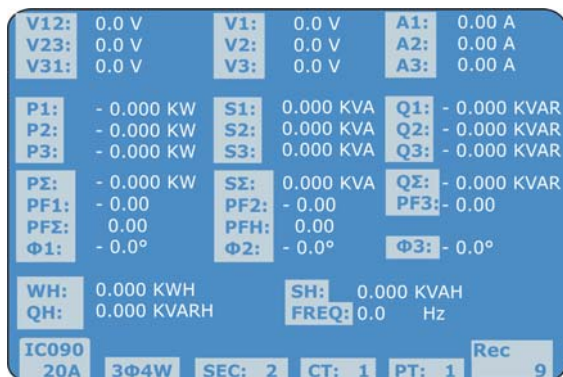 V12: 0.0 V V1: 0.0 V A1: 0.00 A
V23: 0.0 V V2: 0.0 V A2: 0.00 A
V31: 0.0 V V3: 0.0 V A3: 0.00 A
P1: - 0.000 KW S1: 0.000 KVA Q1: - 0.000 KVAR
P2: - 0.000 KW S2: 0.000 KVA Q2: - 0.000 KVAR
P3: - 0.000 KW S3: 0.000 KVA Q3: - 0.000 KVAR
PΣ: - 0.000 KW SΣ: 0.000 KVA QΣ: - 0.000 KVAR
PF1: - 0.00 PF2: - 0.00 PF3: - 0.00
PFΣ: 0.00 PFH: 0.00
Φ1: - 0.0° Φ2: - 0.0° Φ3: - 0.0°
WH: 0.000 KWH SH: 0.000 KVAH
QH: 0.000 KVARH FREQ: 0.0 Hz
IC090 Rec
20A 3Φ4W SEC: 2 CT: 1 PT: 1 9